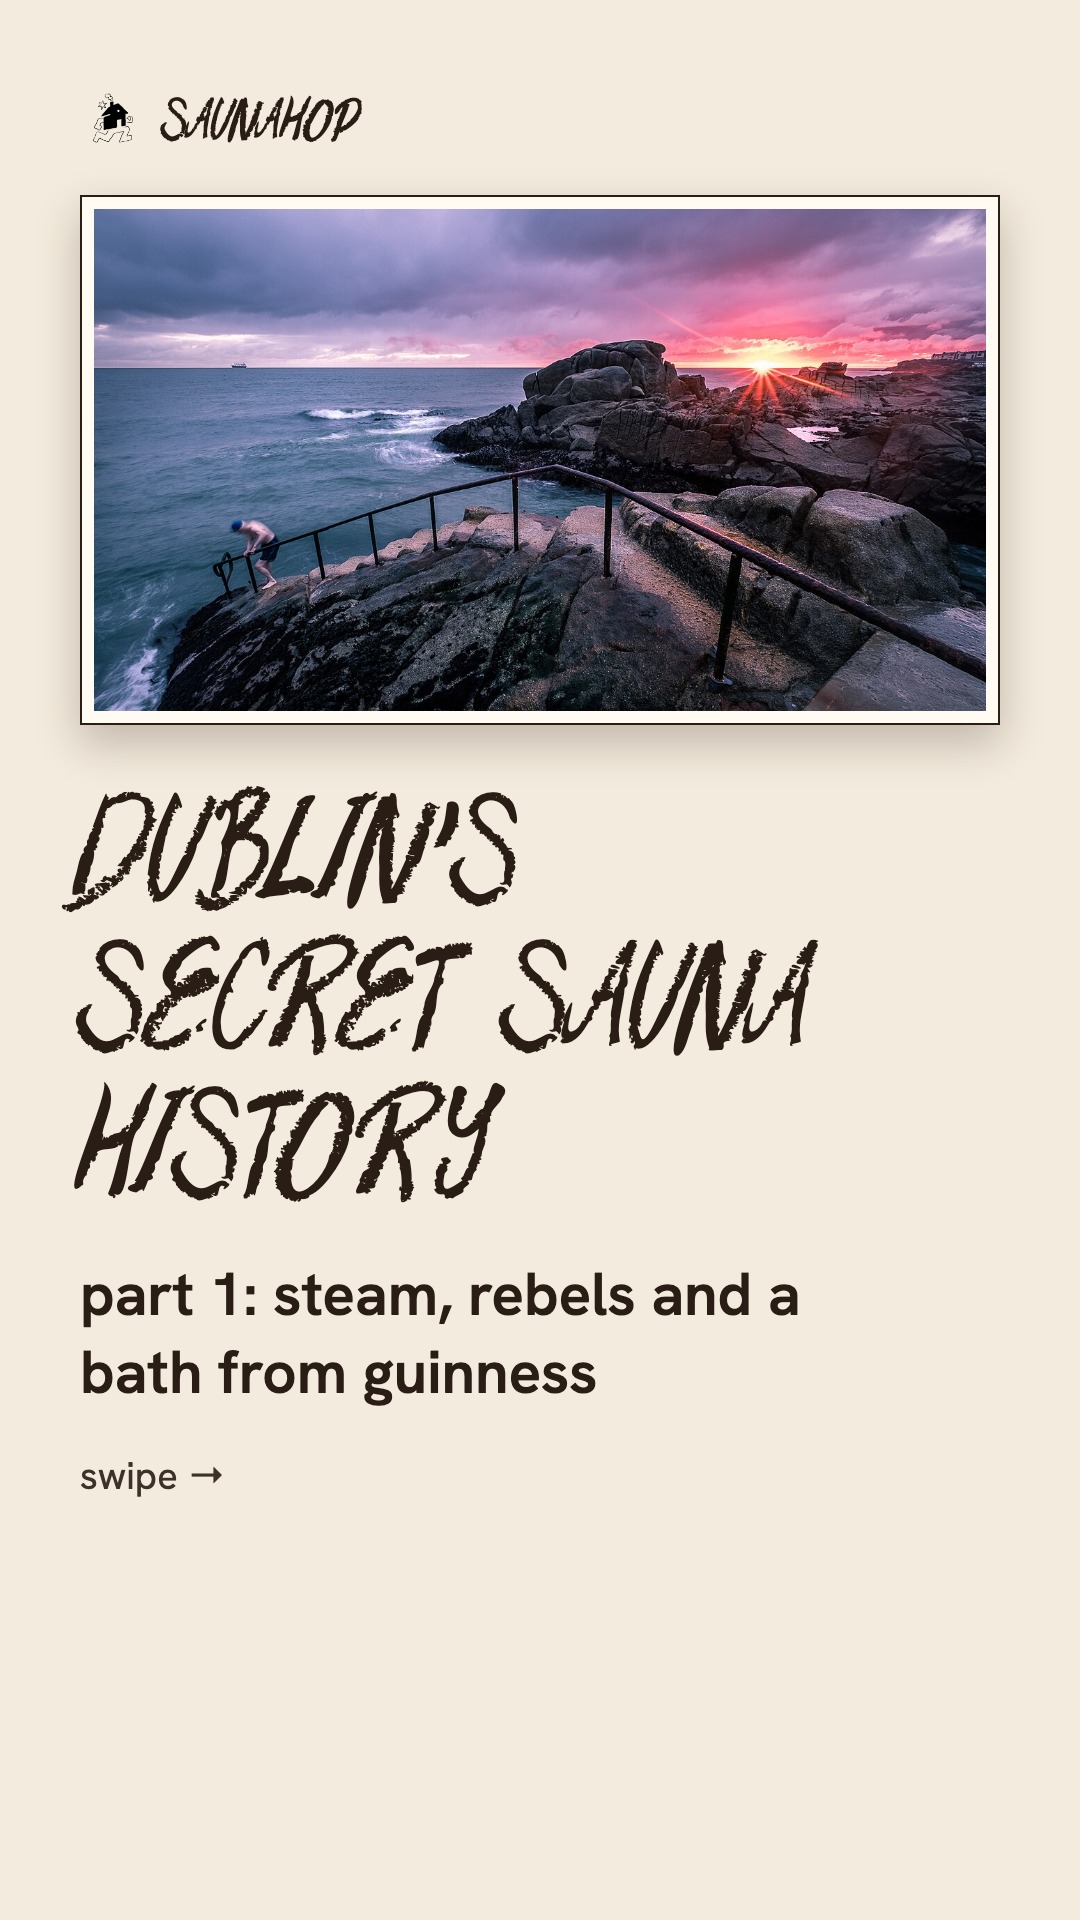 SAUNAHOP
DUBLIN'S
SECRET SAUNA
HISTORY
part 1: steam, rebels and a
bath from guinness
swipe →